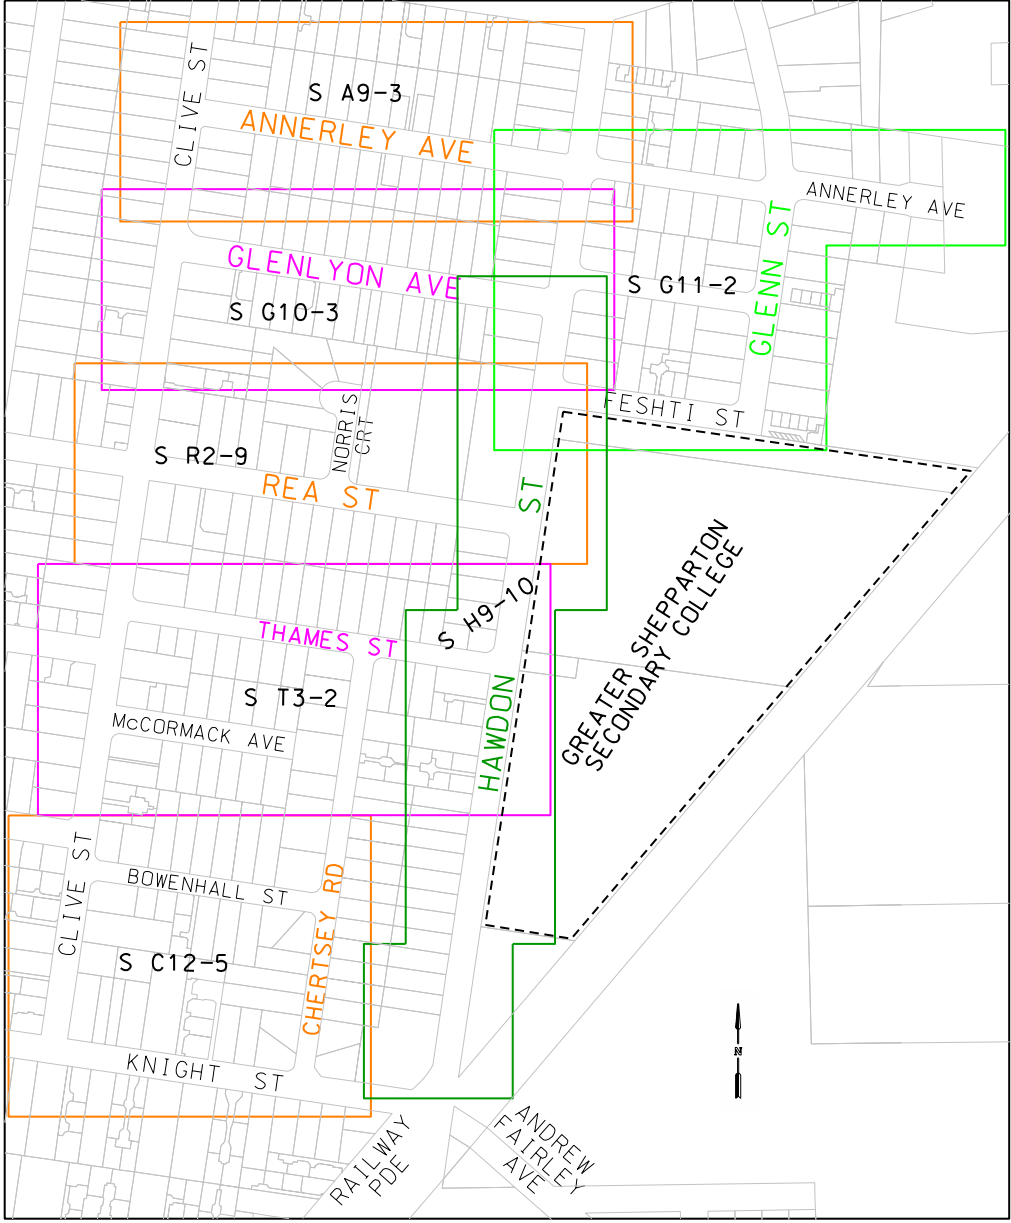 CLIVE ST
S A9-3
ANNERLEY AVE
ANNERLEY AVE
GLENN ST
GLENLYON AVE
S G11-2
S G10-3
FESHTI ST
NORRIS
CRT
S R2-9
REA ST
HAWDON ST
S H9-10
GREATER SHEPPARTON
SECONDARY COLLEGE
THAMES ST
S T3-2
McCORMACK AVE
CLIVE ST
BOWENHALL ST
CHERTSEY RD
S C12-5
KNIGHT ST
N
RAILWAY
PDE
ANDREW
FAIRLEY
AVE